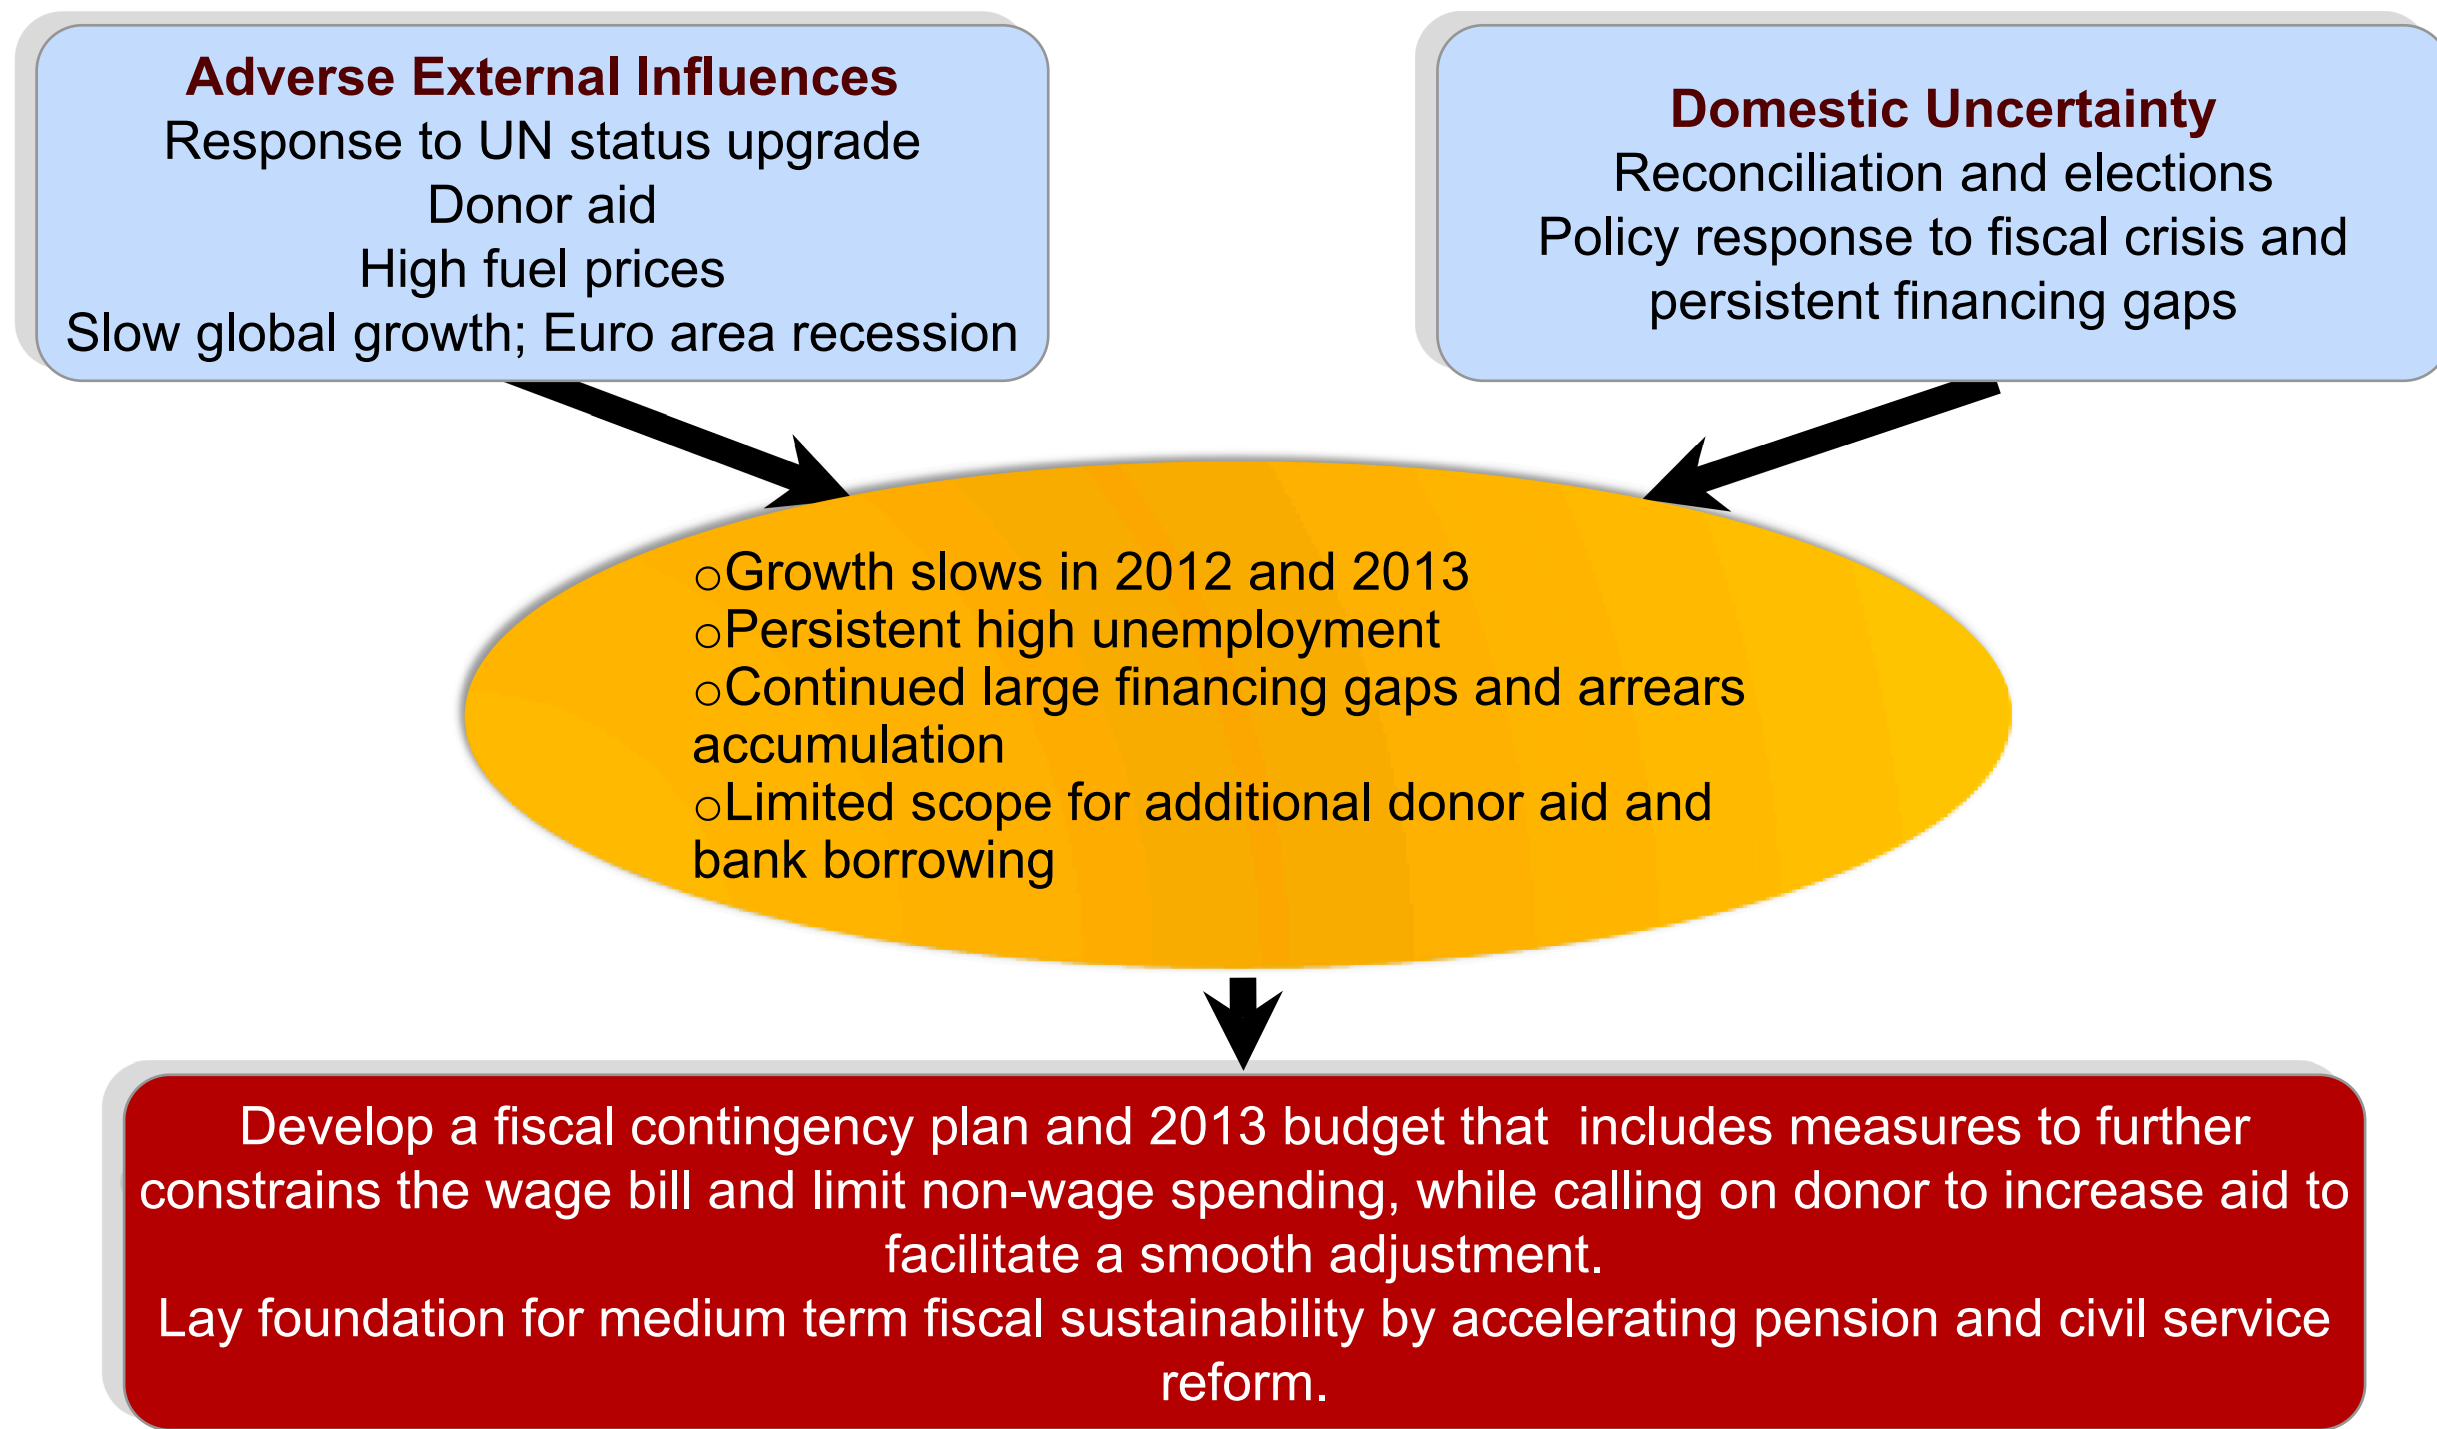 Adverse External Influences
Response to UN status upgrade
Donor aid
High fuel prices
Slow global growth; Euro area recession
Domestic Uncertainty
Reconciliation and elections
Policy response to fiscal crisis and
persistent financing gaps
oGrowth slows in 2012 and 2013
oPersistent high unemployment
oContinued large financing gaps and arrears
accumulation
oLimited scope for additional donor aid and
bank borrowing
Develop a fiscal contingency plan and 2013 budget that  includes measures to further
constrains the wage bill and limit non-wage spending, while calling on donor to increase aid to
facilitate a smooth adjustment.
Lay foundation for medium term fiscal sustainability by accelerating pension and civil service
reform.